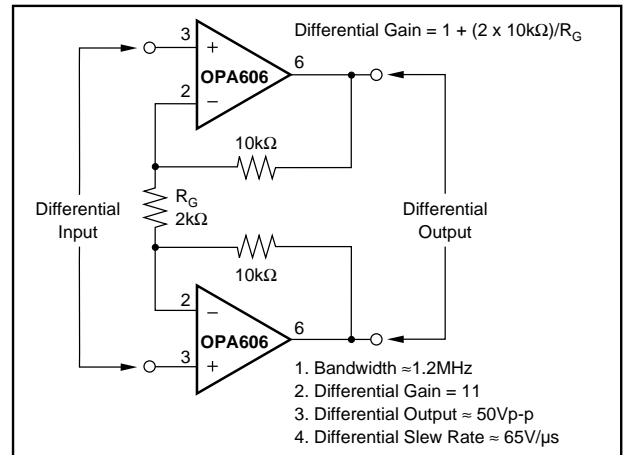 Differential Gain = 1 + (2 x 10kΩ)/RG
3
+
OPA606
6
2
–
10kΩ
RG
2kΩ
Differential
Input
Differential
Output
10kΩ
2
–
OPA606
6
3
+
1. Bandwidth ≈1.2MHz
2. Differential Gain = 11
3. Differential Output ≈ 50Vp-p
4. Differential Slew Rate ≈ 65V/µs